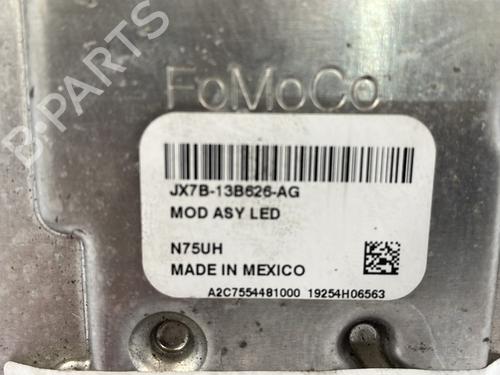 B-PARTS
FoMoCo
JX7B-13B626-AG
MOD ASY LED
N75UH
MADE IN MEXICO
A2C7554481000 19254H06563